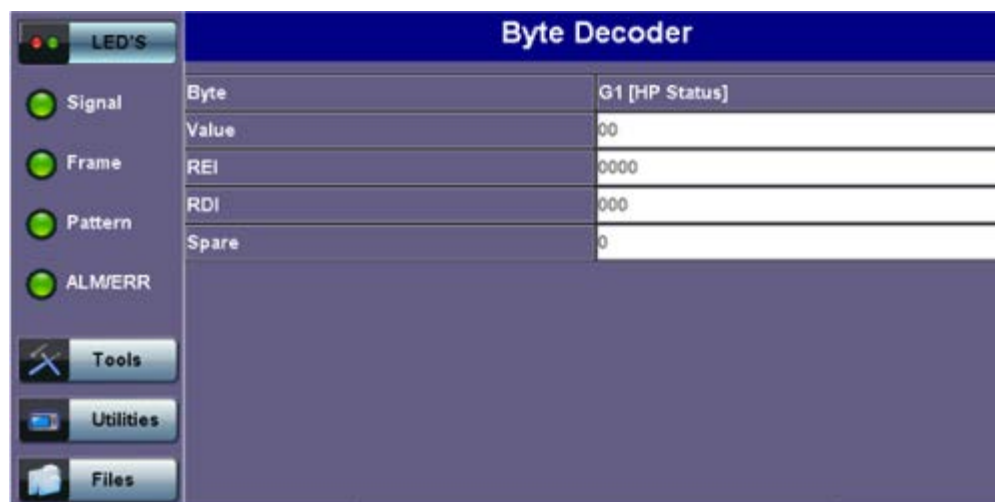 LED'S
Byte Decoder
Signal
Byte G1 [HP Status]
Value 00
Frame
REI 0000
RDI 000
Pattern
Spare 0
ALM/ERR
Tools
Utilities
Files